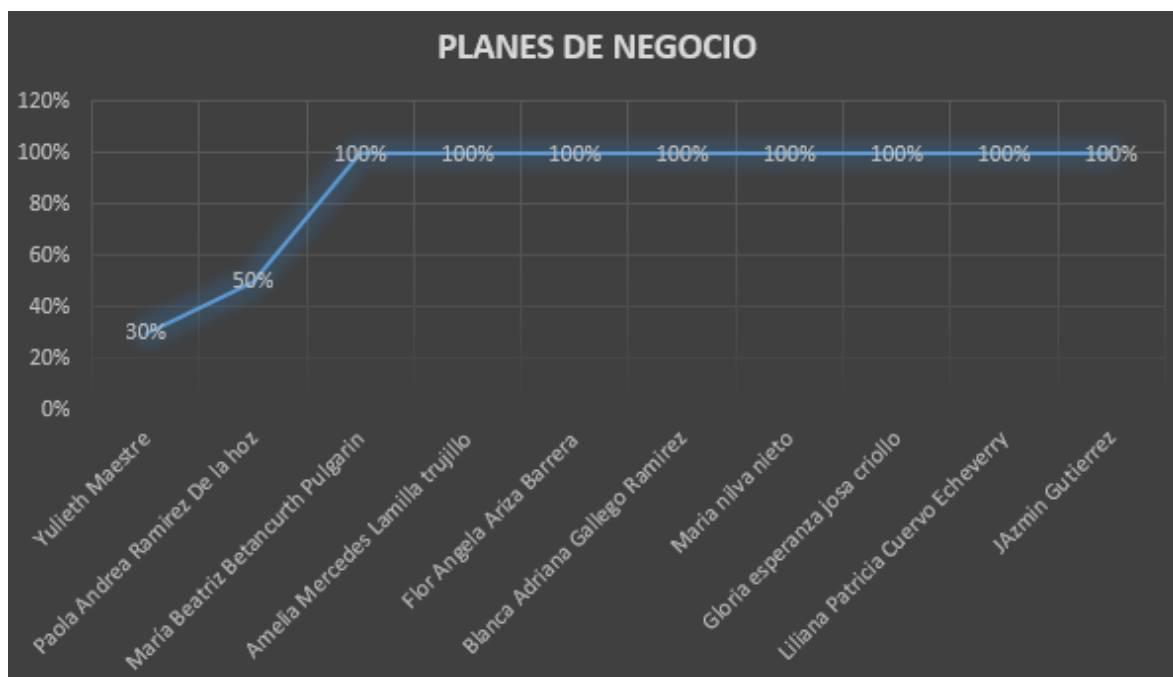 PLANES DE NEGOCIO
120%
100%
80%
60%
40%
20%
0%
30%
50%
100%
100%
100%
100%
100%
100%
100%
100%
Yulieth Maestre
Paola Andrea Ramirez De la hoz
María Beatriz Betancurth Pulgarin
Amelia Mercedes Lamilla trujillo
Flor Angela Ariza Barrera
Blanca Adriana Gallego Ramirez
Maria nilva nieto
Gloria esperanza josa criollo
Liliana Patricia Cuervo Echeverry
JAzmin Gutierrez